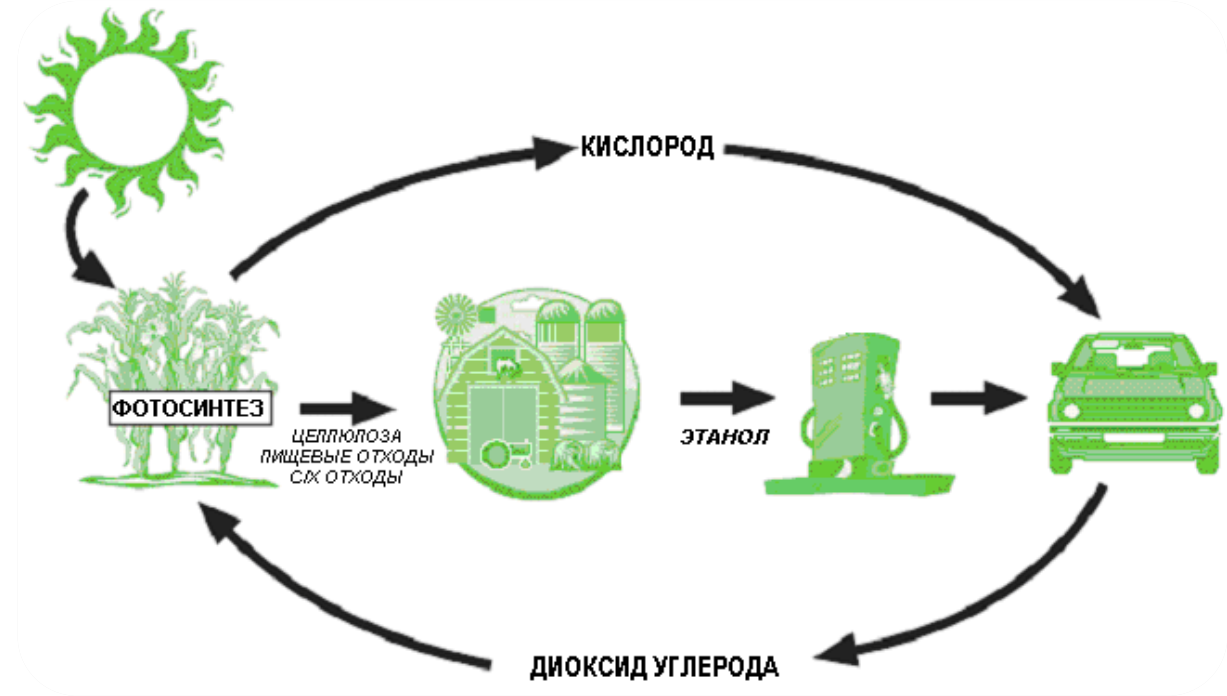 КИСЛОРОД
ФОТОСИНТЕЗ
ЦЕЛЛЮЛОЗА
ПИЩЕВЫЕ ОТХОДЫ
С/Х ОТХОДЫ
ЭТАНОЛ
ДИОКСИД УГЛЕРОДА